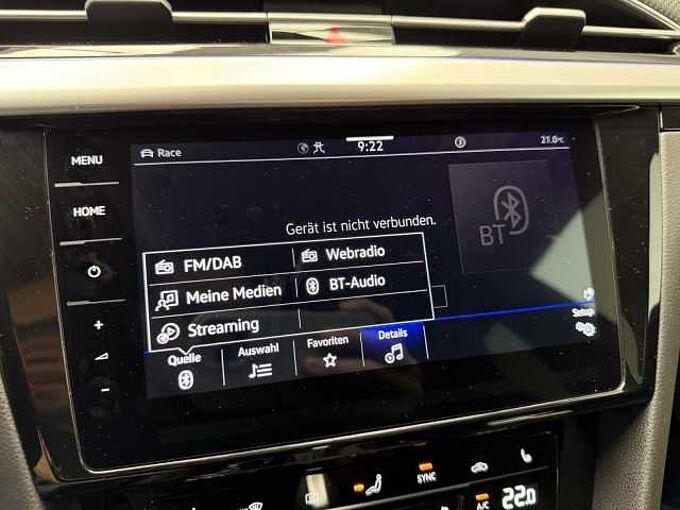 MENU
Race 9:22 21.0°C
HOME
Gerät ist nicht verbunden.
BT
FM/DAB Webradio
Meine Medien BT-Audio
Streaming
Setup
Quelle Auswahl Favoriten Details
+
-
SYNC
A/C 22.0